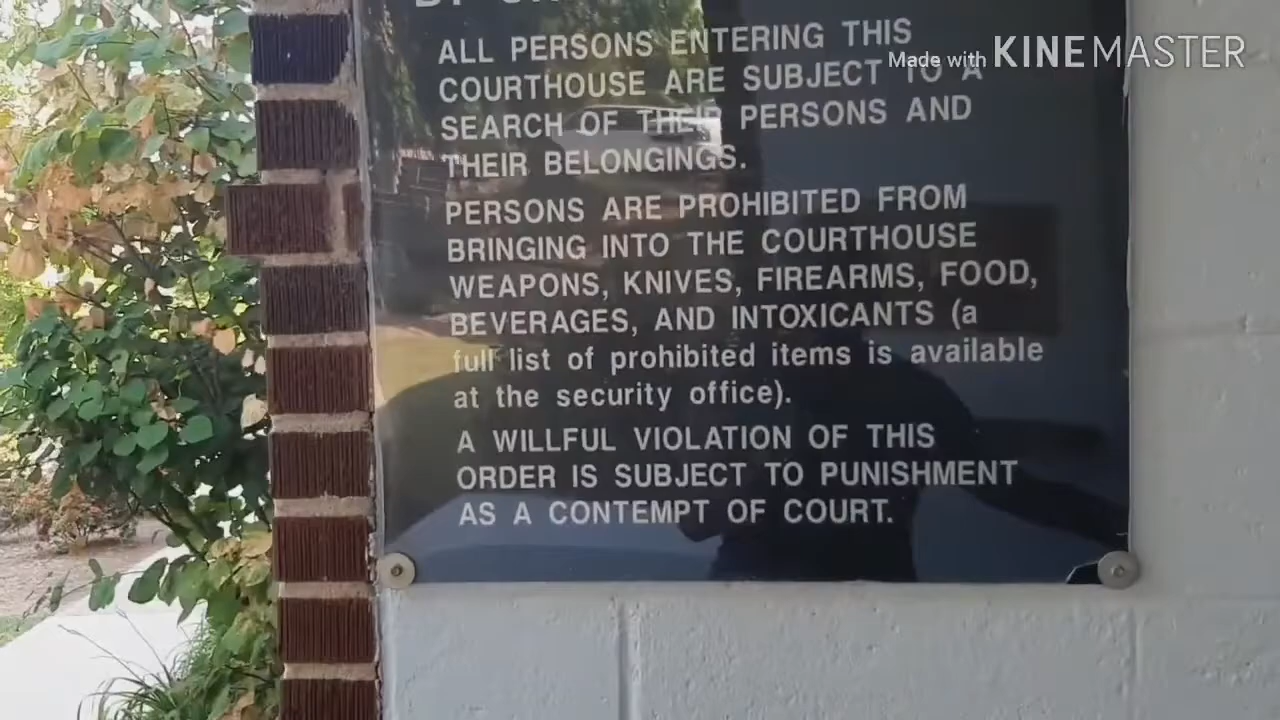 ALL PERSONS ENTERING THIS
COURTHOUSE ARE SUBJECT TO A
SEARCH OF THEIR PERSONS AND
THEIR BELONGINGS.
PERSONS ARE PROHIBITED FROM
BRINGING INTO THE COURTHOUSE
WEAPONS, KNIVES, FIREARMS, FOOD,
BEVERAGES, AND INTOXICANTS (a
full list of prohibited items is available
at the security office).
A WILLFUL VIOLATION OF THIS
ORDER IS SUBJECT TO PUNISHMENT
AS A CONTEMPT OF COURT.
Made with KINEMASTER